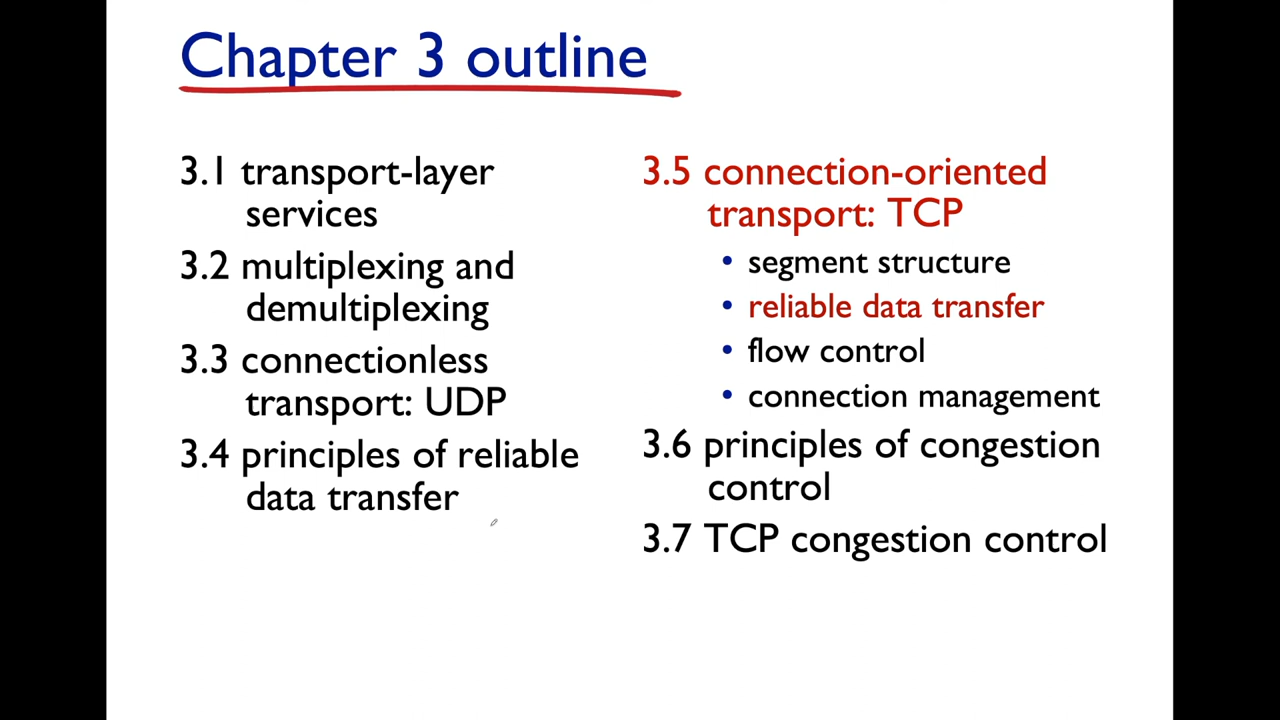 Chapter 3 outline
3.1 transport-layer
services
3.2 multiplexing and
demultiplexing
3.3 connectionless
transport: UDP
3.4 principles of reliable
data transfer
3.5 connection-oriented
transport: TCP
• segment structure
• reliable data transfer
• flow control
• connection management
3.6 principles of congestion
control
3.7 TCP congestion control